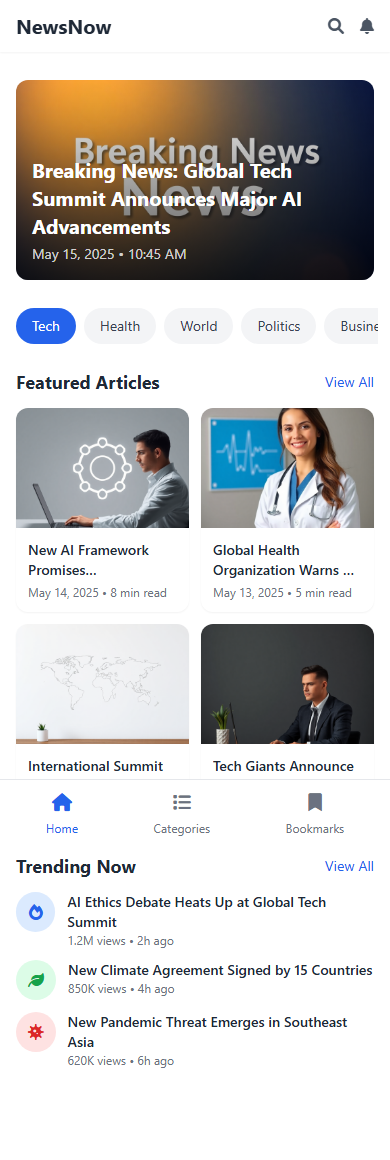 NewsNow
Breaking News
News
Breaking News: Global Tech
Summit Announces Major AI
Advancements
May 15, 2025 • 10:45 AM
Tech
Health
World
Politics
Busine
Featured Articles
View All
New AI Framework
Promises...
May 14, 2025 • 8 min read
Global Health
Organization Warns ...
May 13, 2025 • 5 min read
International Summit
Tech Giants Announce
Home
Categories
Bookmarks
Trending Now
View All
AI Ethics Debate Heats Up at Global Tech
Summit
1.2M views • 2h ago
New Climate Agreement Signed by 15 Countries
850K views • 4h ago
New Pandemic Threat Emerges in Southeast
Asia
620K views • 6h ago